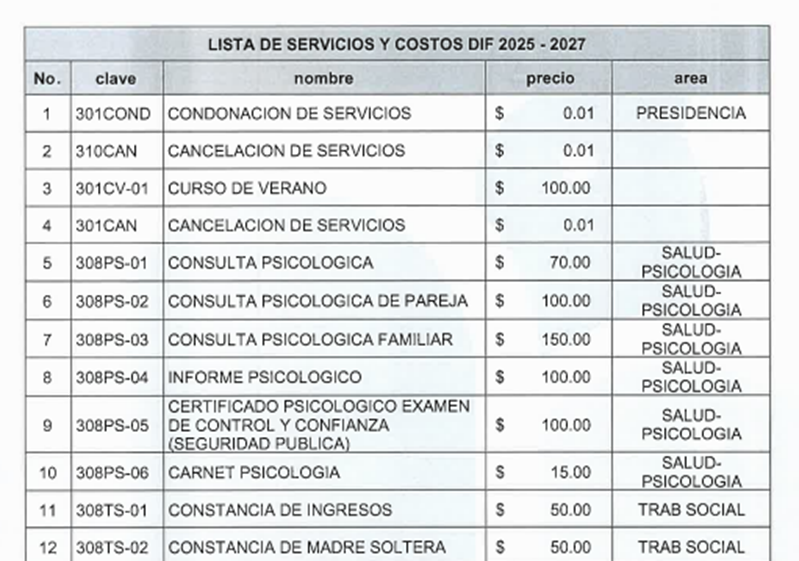 LISTA DE SERVICIOS Y COSTOS DIF 2025 - 2027
No. clave nombre precio area
1 301COND CONDONACION DE SERVICIOS $ 0.01 PRESIDENCIA
2 310CAN CANCELACION DE SERVICIOS $ 0.01
3 301CV-01 CURSO DE VERANO $ 100.00
4 301CAN CANCELACION DE SERVICIOS $ 0.01
5 308PS-01 CONSULTA PSICOLOGICA $ 70.00 SALUD-
PSICOLOGIA
6 308PS-02 CONSULTA PSICOLOGICA DE PAREJA $ 100.00 SALUD-
PSICOLOGIA
7 308PS-03 CONSULTA PSICOLOGICA FAMILIAR $ 150.00 SALUD-
PSICOLOGIA
8 308PS-04 INFORME PSICOLOGICO $ 100.00 SALUD-
PSICOLOGIA
9 308PS-05 CERTIFICADO PSICOLOGICO EXAMEN
DE CONTROL Y CONFIANZA
(SEGURIDAD PUBLICA) $ 100.00 SALUD-
PSICOLOGIA
10 308PS-06 CARNET PSICOLOGIA $ 15.00 SALUD-
PSICOLOGIA
11 308TS-01 CONSTANCIA DE INGRESOS $ 50.00 TRAB SOCIAL
12 308TS-02 CONSTANCIA DE MADRE SOLTERA $ 50.00 TRAB SOCIAL